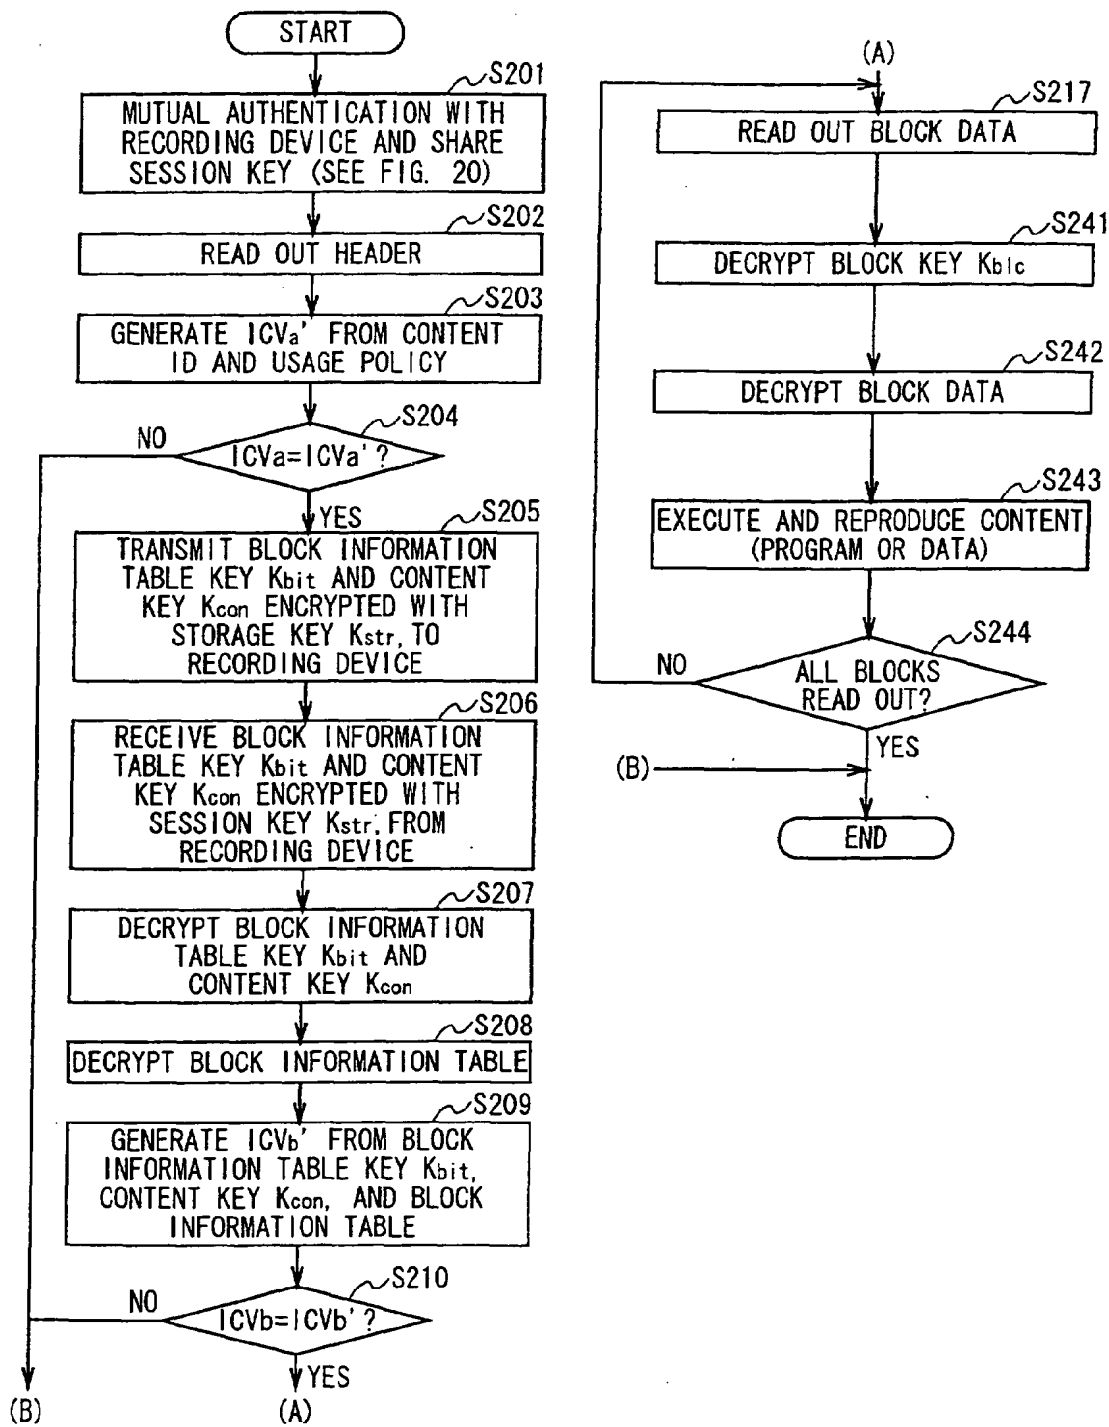 START
S201
MUTUAL AUTHENTICATION WITH
RECORDING DEVICE AND SHARE
SESSION KEY (SEE FIG. 20)
S202
READ OUT HEADER
S203
GENERATE ICVa' FROM CONTENT
ID AND USAGE POLICY
S204
NO
ICVa=ICVa'?
YES
S205
TRANSMIT BLOCK INFORMATION
TABLE KEY Kbit AND CONTENT
KEY Kcon ENCRYPTED WITH
STORAGE KEY Kstr, TO
RECORDING DEVICE
S206
RECEIVE BLOCK INFORMATION
TABLE KEY Kbit AND CONTENT
KEY Kcon ENCRYPTED WITH
SESSION KEY Kstr, FROM
RECORDING DEVICE
S207
DECRYPT BLOCK INFORMATION
TABLE KEY Kbit AND
CONTENT KEY Kcon
S208
DECRYPT BLOCK INFORMATION TABLE
S209
GENERATE ICVb' FROM BLOCK
INFORMATION TABLE KEY Kbit,
CONTENT KEY Kcon, AND BLOCK
INFORMATION TABLE
S210
NO
ICVb=ICVb'?
YES
(B)
(A)
(A)
S217
READ OUT BLOCK DATA
S241
DECRYPT BLOCK KEY Kblc
S242
DECRYPT BLOCK DATA
S243
EXECUTE AND REPRODUCE CONTENT
(PROGRAM OR DATA)
S244
NO
ALL BLOCKS
READ OUT?
YES
(B)
END